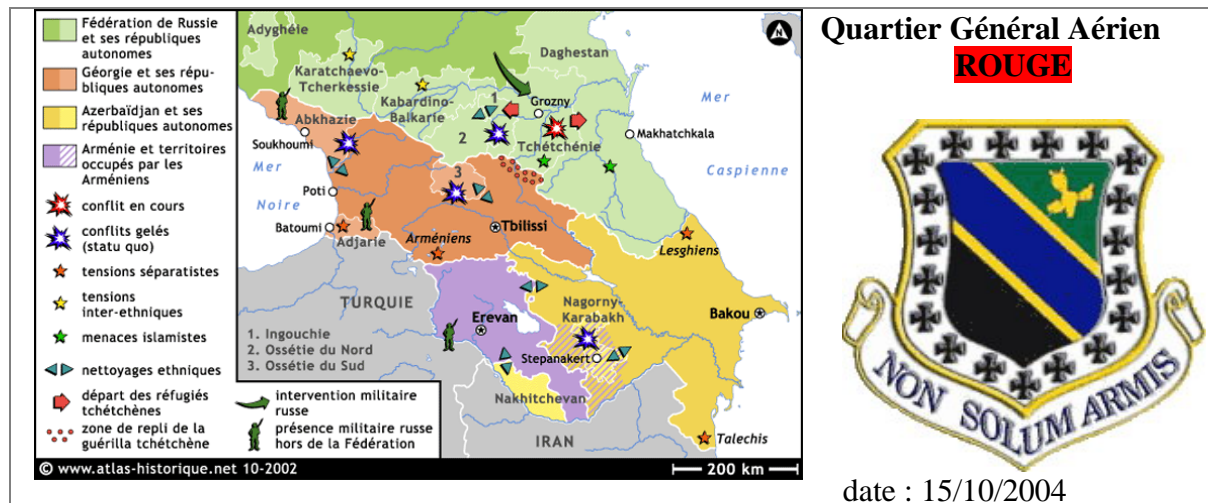 Fédération de Russie
et ses républiques
autonomes
Géorgie et ses répu-
bliques autonomes
Azerbaïdjan et ses
républiques autonomes
Arménie et territoires
occupés par les
Arméniens
conflit en cours
conflits gelés
(statu quo)
tensions séparatistes
tensions
inter-ethniques
menaces islamistes
nettoyages ethniques
départ des réfugiés
tchétchènes
zone de repli de la
guérilla tchétchène
Adyghéie
Daghestan
Karatchaevo-
Tcherkessie
Kabardino-
Balkarie
1
Grozny
Mer
Abkhazie
2
Tchétchénie
Makhatchkala
Soukhoumi
Mer
Caspienne
3
Poti
Noire
Batoumi
Tbilissi
Adjarie
Arméniens
Lesghiens
TURQUIE
Nagorny-
Karabakh
Bakou
Erevan
1. Ingouchie
2. Ossétie du Nord
3. Ossétie du Sud
Stepanakert
Nakhitchevan
intervention militaire
russe
présence militaire russe
hors de la Fédération
IRAN
Talechis
© www.atlas-historique.net 10-2002
200 km
Quartier Général Aérien
ROUGE
NON SOLUM ARMIS
date : 15/10/2004